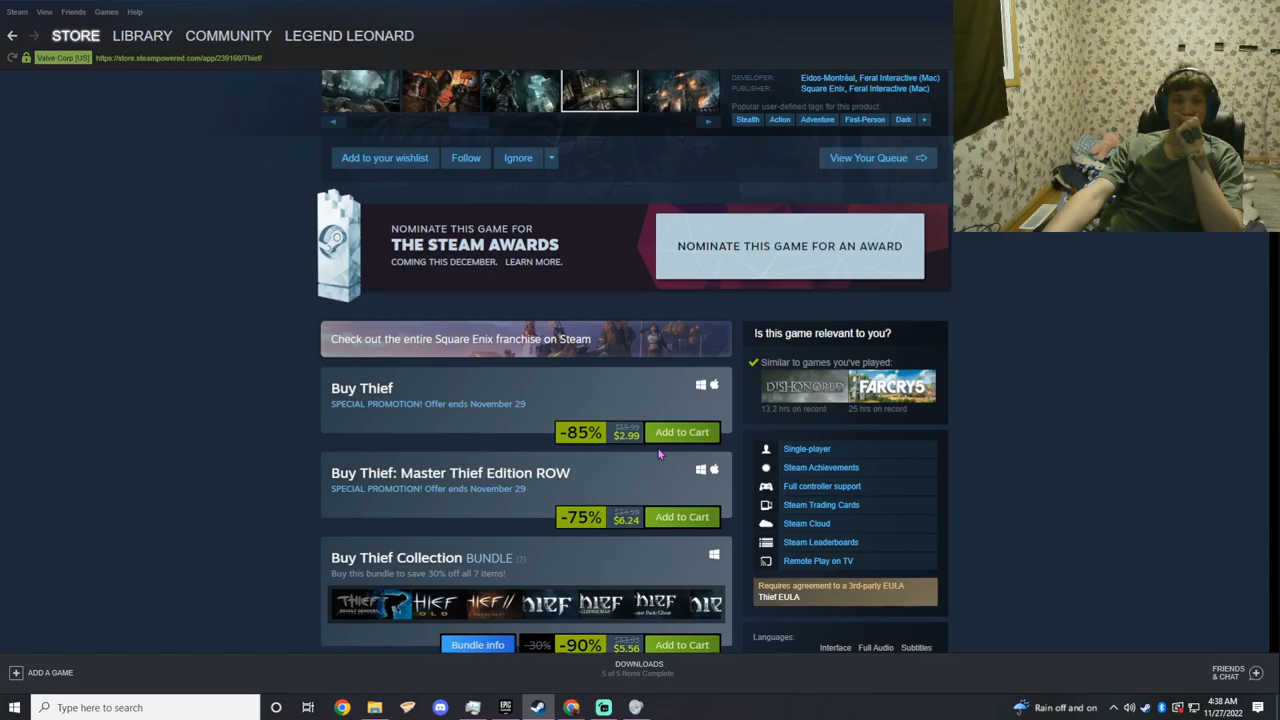 Steam View Friends Games Help
STORE LIBRARY COMMUNITY LEGEND LEONARD
Valve Corp [US] https://store.steampowered.com/app/239160/Thief/
DEVELOPER: Eidos-Montréal, Feral Interactive (Mac)
PUBLISHER: Square Enix, Feral Interactive (Mac)
Popular user-defined tags for this product:
Stealth Action Adventure First-Person Dark +
Add to your wishlist Follow Ignore View Your Queue
NOMINATE THIS GAME FOR
THE STEAM AWARDS
COMING THIS DECEMBER. LEARN MORE.
NOMINATE THIS GAME FOR AN AWARD
Check out the entire Square Enix franchise on Steam
Buy Thief
SPECIAL PROMOTION! Offer ends November 29
-85% $19.99 $2.99 Add to Cart
Buy Thief: Master Thief Edition ROW
SPECIAL PROMOTION! Offer ends November 29
-75% $24.99 $6.24 Add to Cart
Buy Thief Collection BUNDLE (?)
Buy this bundle to save 30% off all 7 items!
THIEF THIEF THIEF//
Bundle info -30% -90% $5.56 Add to Cart
Is this game relevant to you?
Similar to games you've played:
DISHONORED FARCRY5
13.2 hrs on record 25 hrs on record
Single-player
Steam Achievements
Full controller support
Steam Trading Cards
Steam Cloud
Steam Leaderboards
Remote Play on TV
Requires agreement to a 3rd-party EULA
Thief EULA
Languages:
Interface Full Audio Subtitles
+ ADD A GAME
DOWNLOADS
5 of 5 Items Complete
FRIENDS
& CHAT +
Type here to search
EPIC
Rain off and on
4:38 AM
11/27/2022